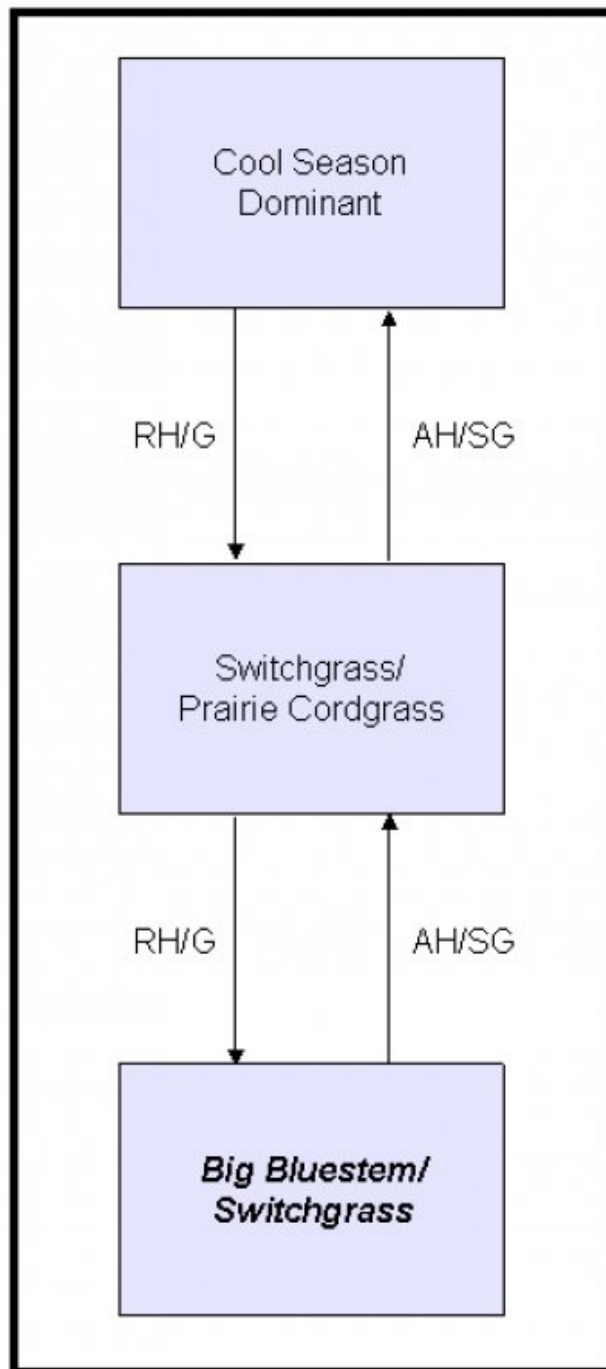 Cool Season
Dominant
RH/G
AH/SG
Switchgrass/
Prairie Cordgrass
RH/G
AH/SG
Big Bluestem/
Switchgrass